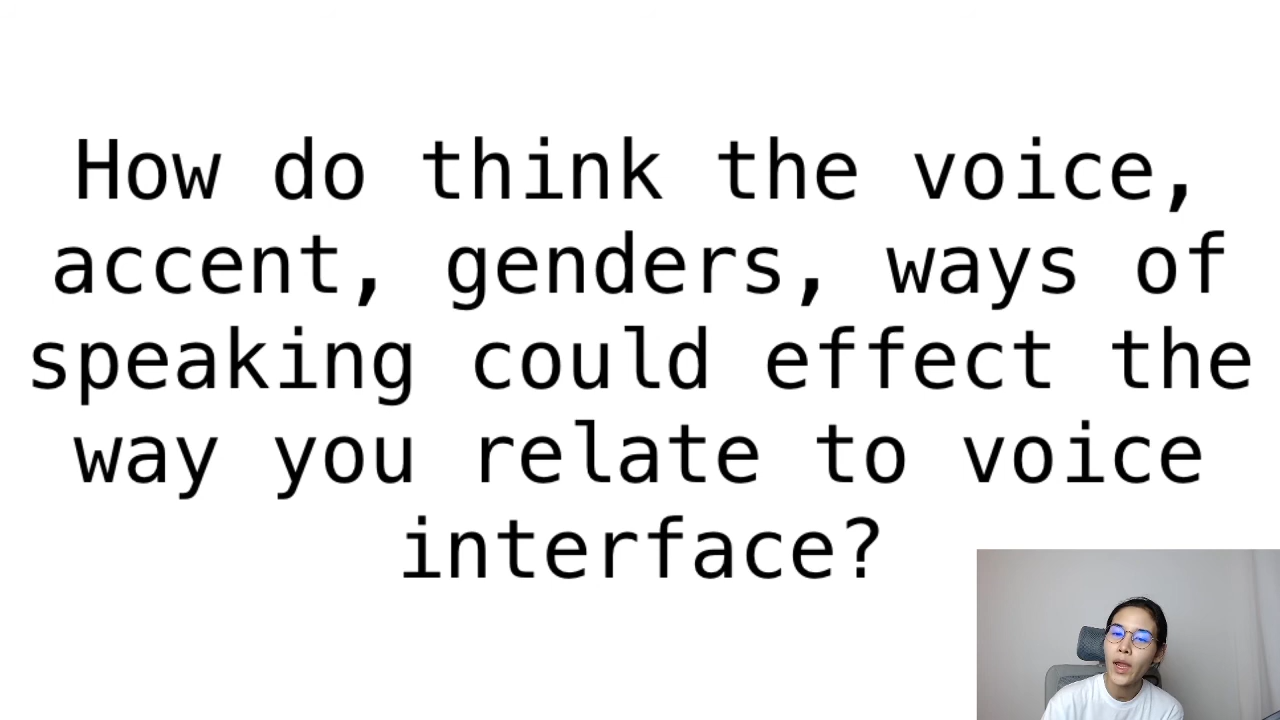 How do think the voice,
accent, genders, ways of
speaking could effect the
way you relate to voice
interface?